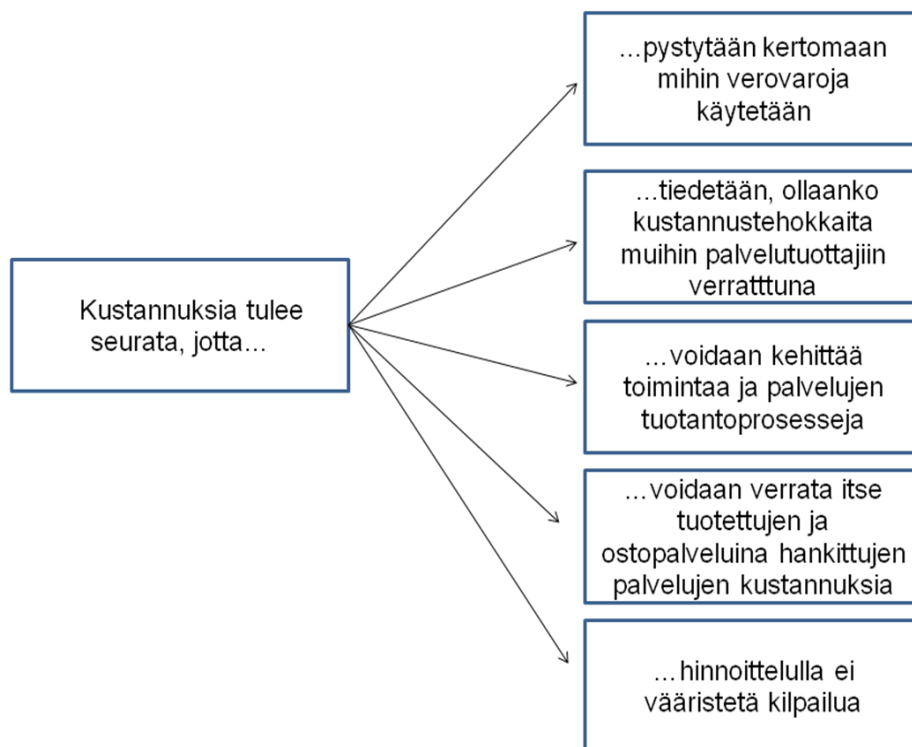 Kustannuksia tulee
seurata, jotta...
...pystytään kertomaan
mihin verovaroja
käytetään
...tiedetään, ollaanko
kustannustehokkaita
muihin palvelutuottajiin
verratttuna
...voidaan kehittää
toimintaa ja palvelujen
tuotantoprosesseja
...voidaan verrata itse
tuotettujen ja
ostopalveluina hankittujen
palvelujen kustannuksia
...hinnoittelulla ei
vääristetä kilpailua